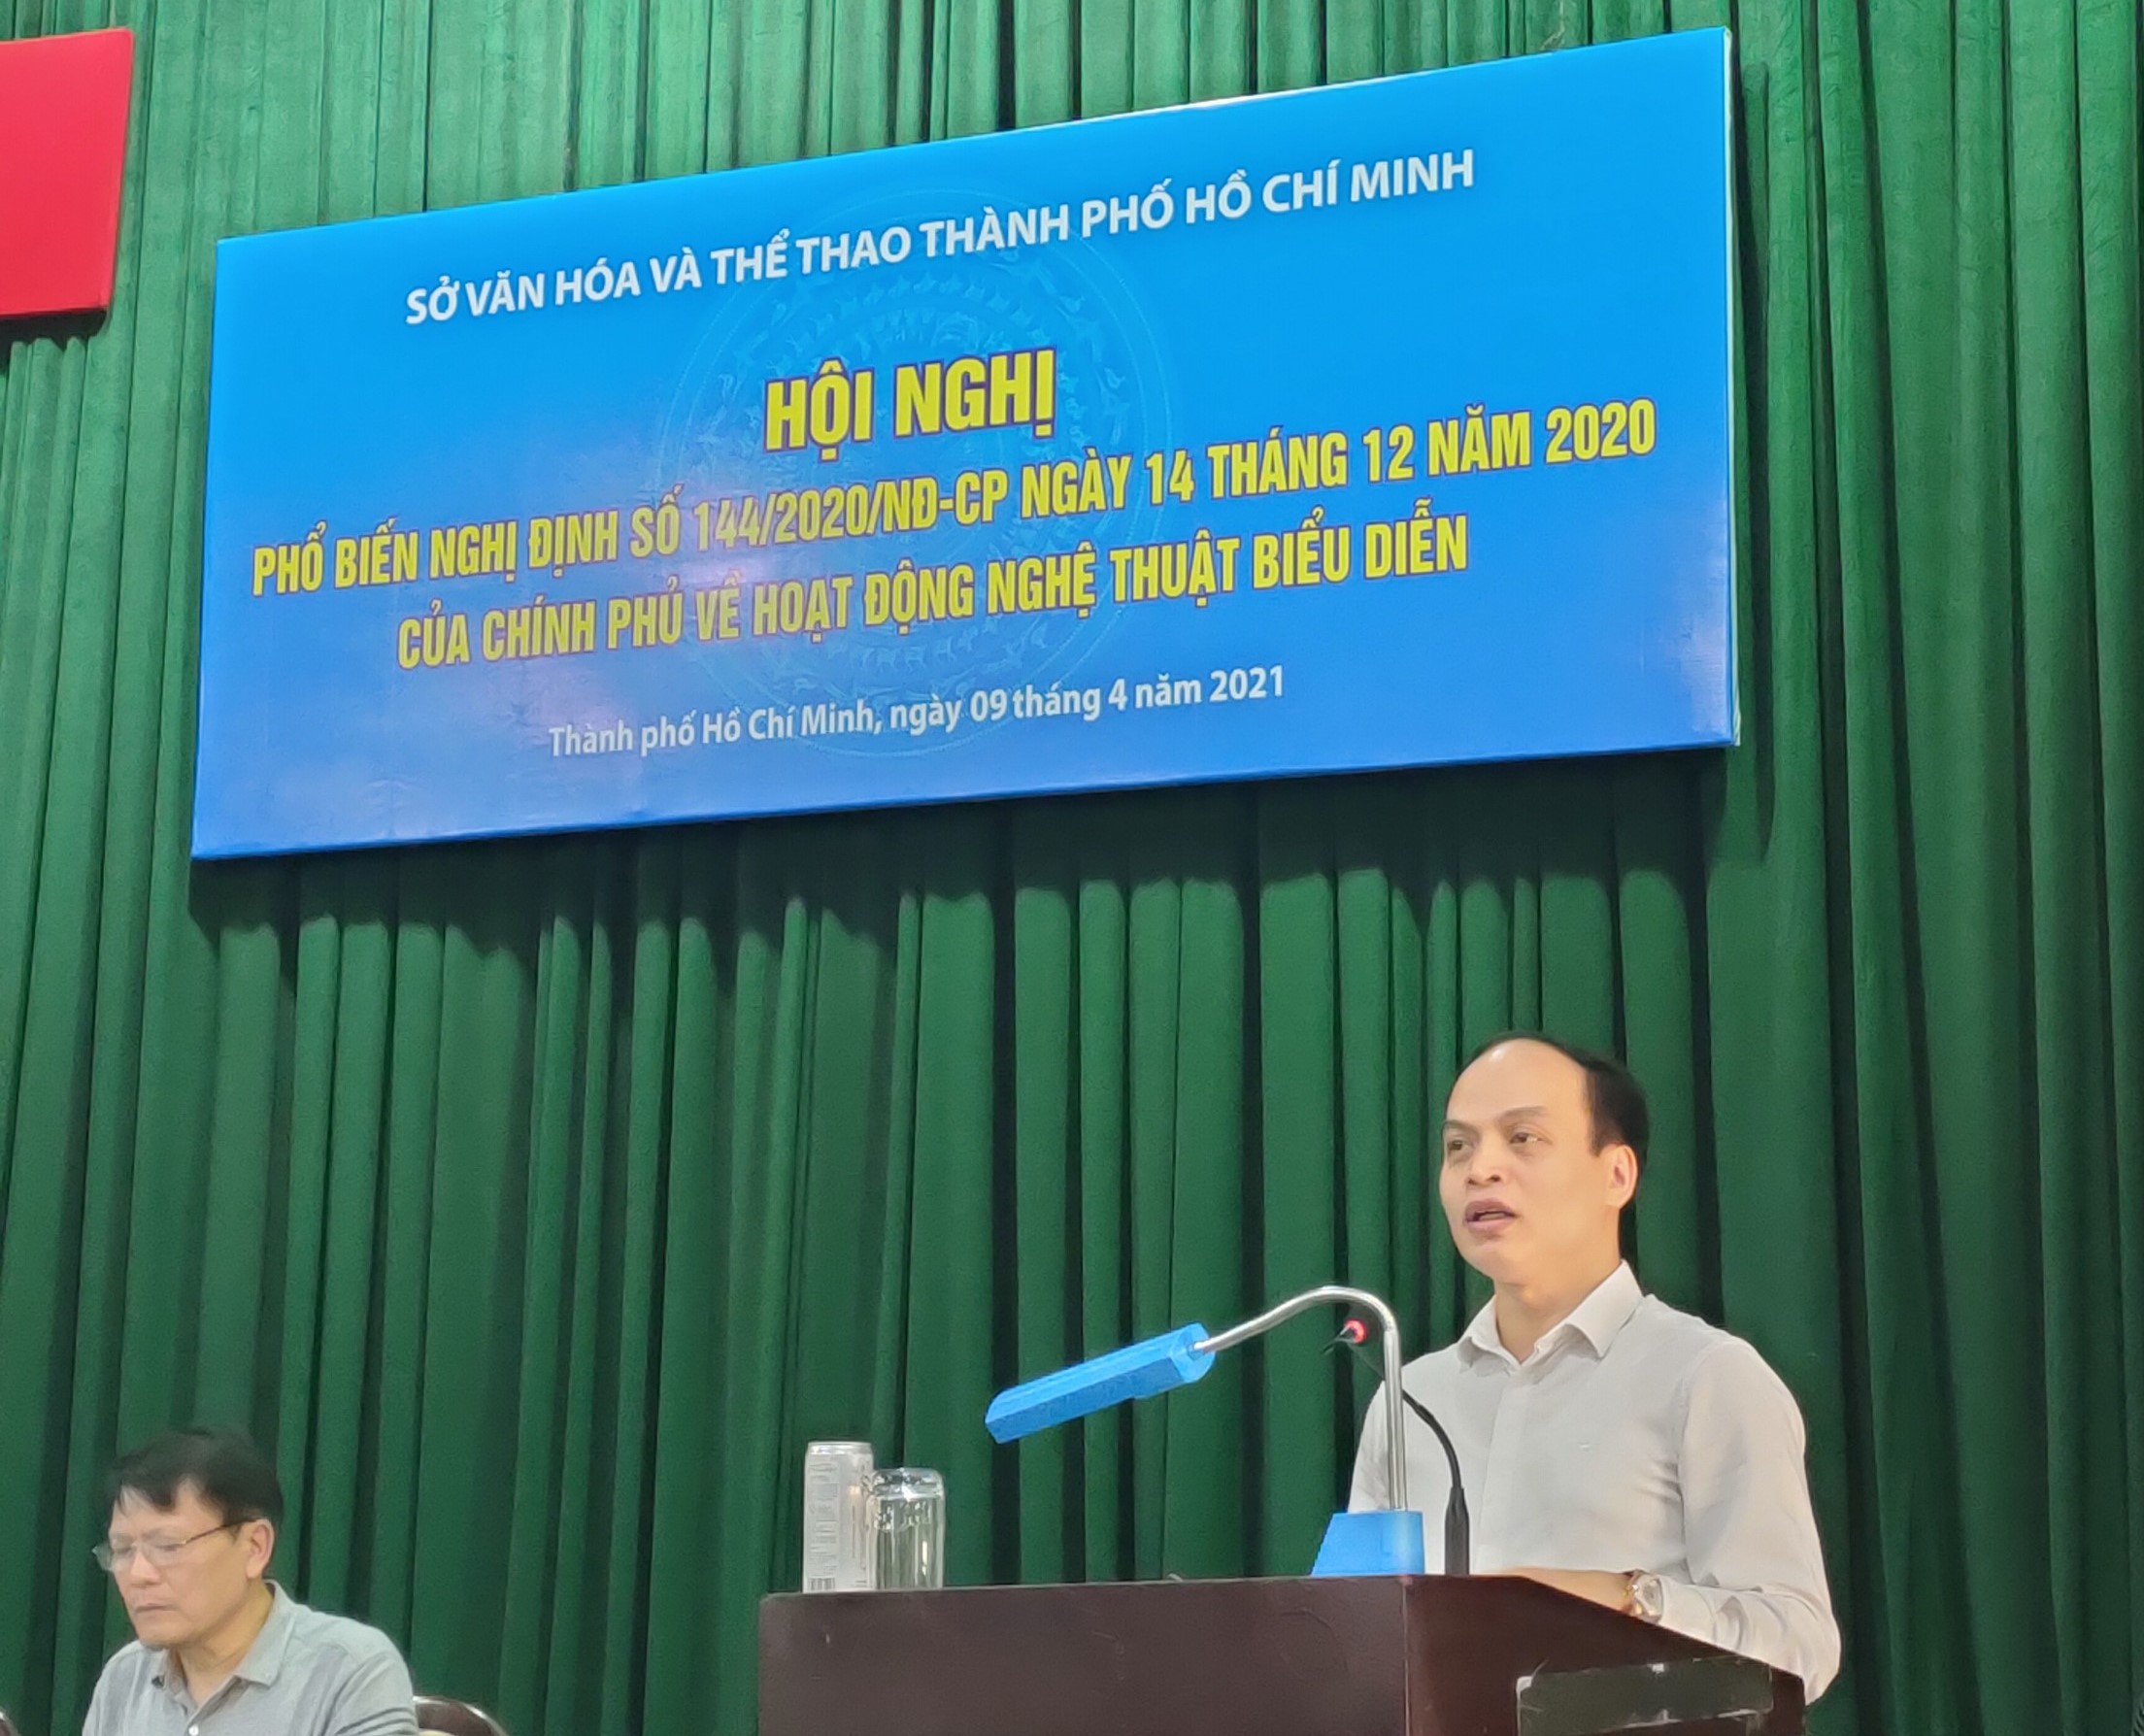 SỞ VĂN HÓA VÀ THỂ THAO THÀNH PHỐ HỒ CHÍ MINH
HỘI NGHỊ
PHỔ BIẾN NGHỊ ĐỊNH SỐ 144/2020/NĐ-CP NGÀY 14 THÁNG 12 NĂM 2020
CỦA CHÍNH PHỦ VỀ HOẠT ĐỘNG NGHỆ THUẬT BIỂU DIỄN
Thành phố Hồ Chí Minh, ngày 09 tháng 4 năm 2021